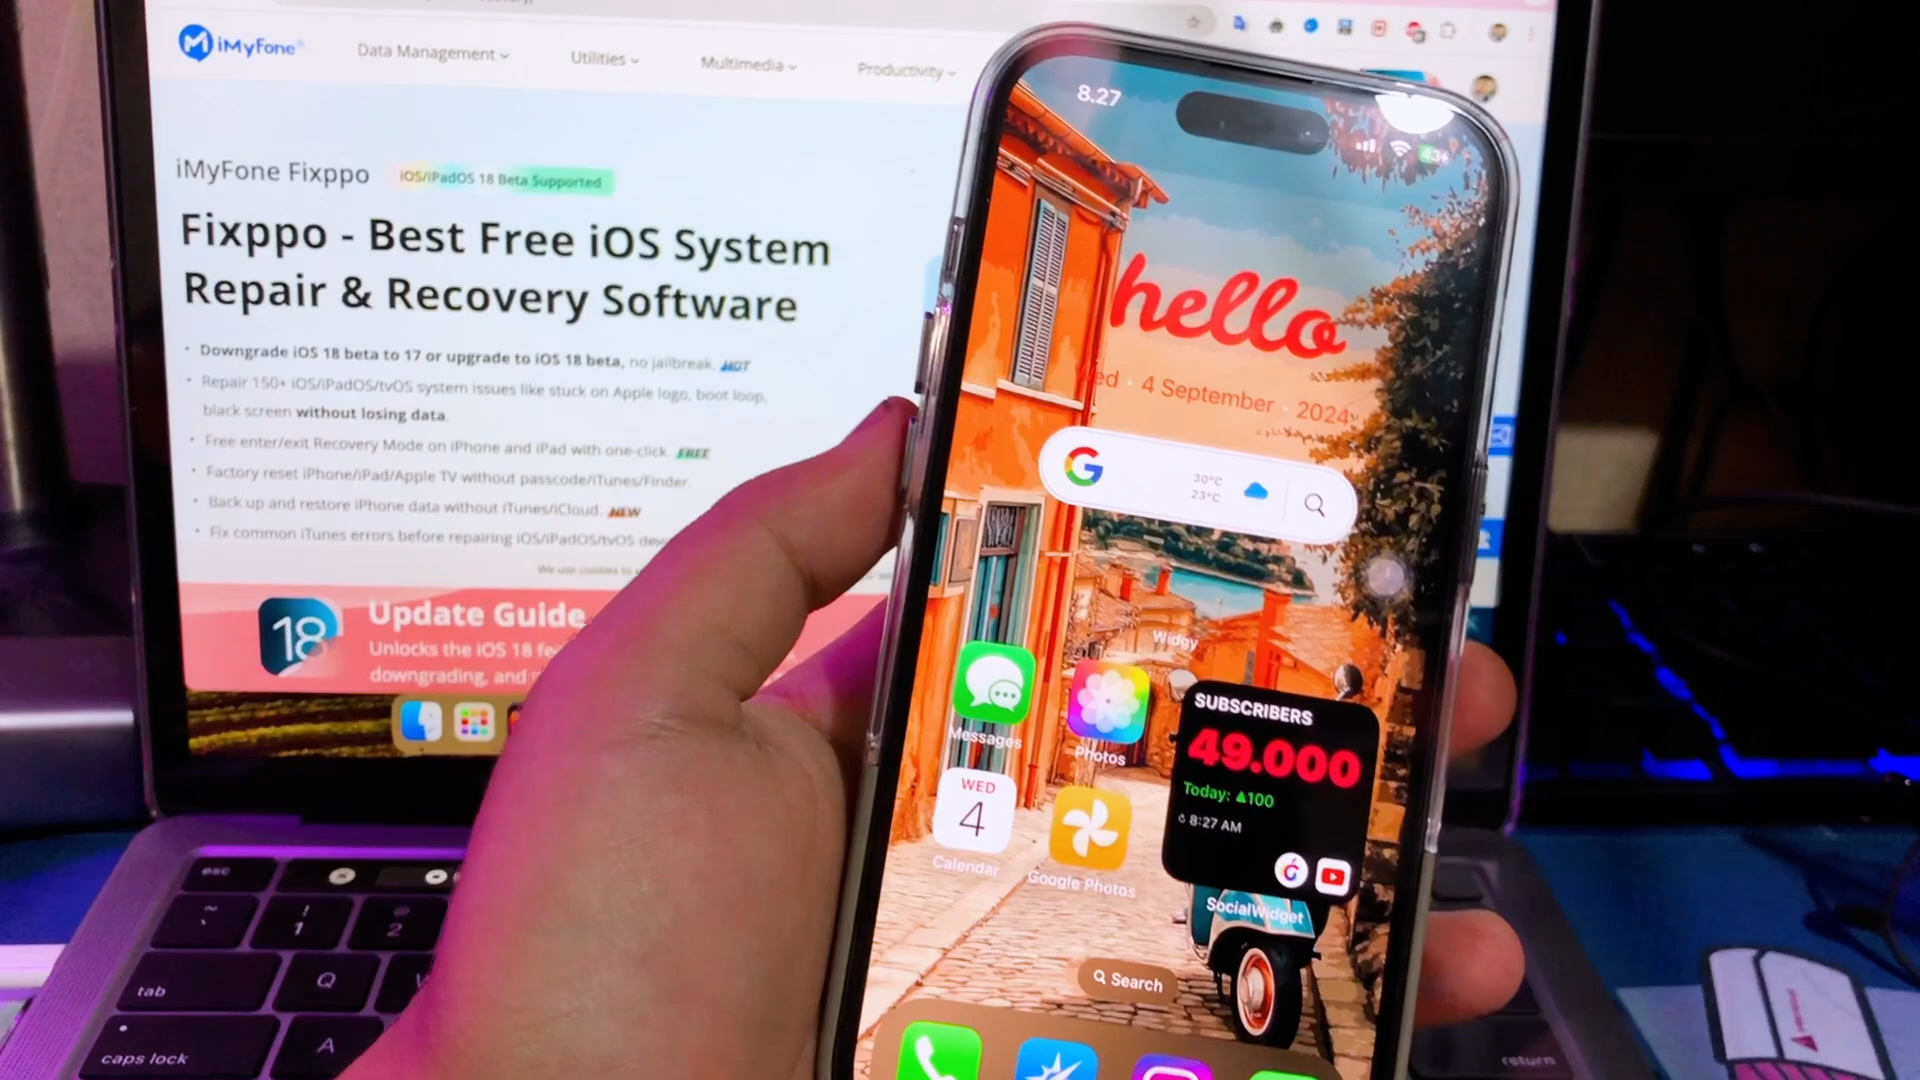 iMyFone
Data Management
Utilities
Multimedia
Productivity
iMyFone Fixppo
iOS/iPadOS 18 Beta Supported
Fixppo - Best Free iOS System
Repair & Recovery Software
· Downgrade iOS 18 beta to 17 or upgrade to iOS 18 beta, no jailbreak. HOT
· Repair 150+ iOS/iPadOS/tvOS system issues like stuck on Apple logo, boot loop,
black screen without losing data.
· Free enter/exit Recovery Mode on iPhone and iPad with one-click. FREE
· Factory reset iPhone/iPad/Apple TV without passcode/iTunes/Finder.
· Back up and restore iPhone data without iTunes/iCloud. NEW
· Fix common iTunes errors before repairing iOS/iPadOS/tvOS
We use cookies to
18
Update Guide
Unlocks the iOS 18
downgrading, and
8.27
43
hello
Wed · 4 September · 2024
G
30°C
23°C
Widgy
Messages
Photos
SUBSCRIBERS
49.000
Today: ▲100
8:27 AM
WED
4
Calendar
Google Photos
SocialWidget
Search
esc
~
`
!
1
@
2
tab
Q
W
caps lock
A
return